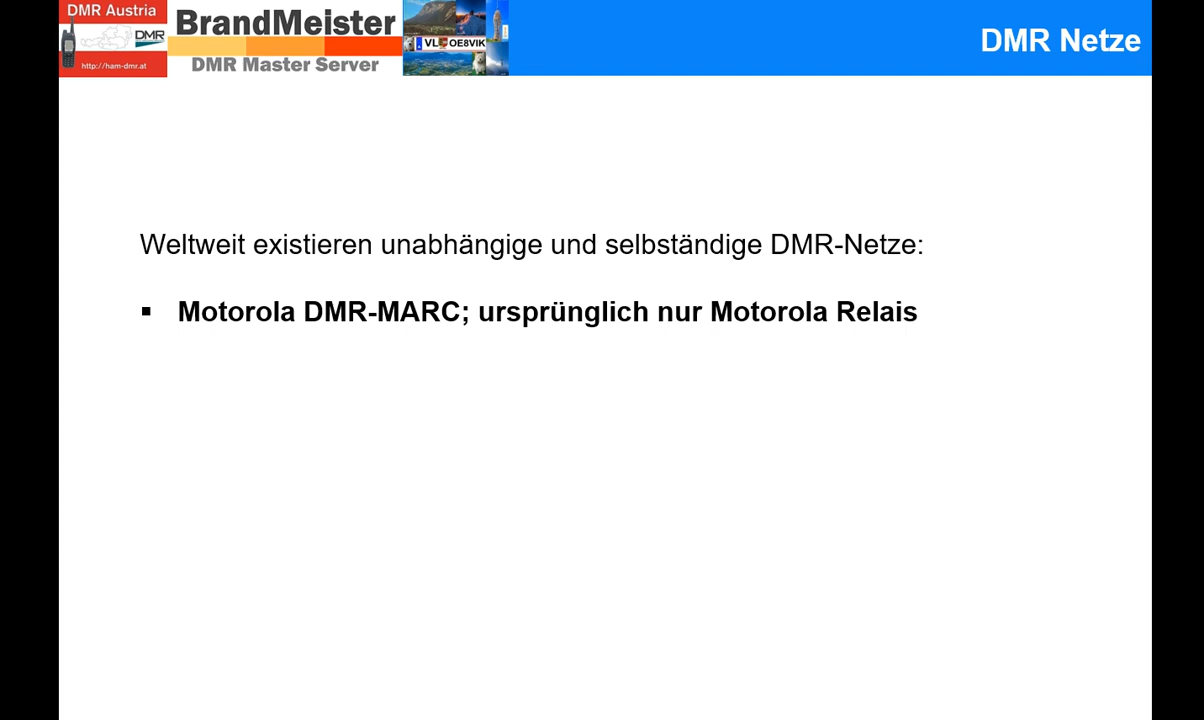 DMR Austria
BrandMeister
DMR
VL OE8VIK
http://ham-dmr.at
DMR Master Server
DMR Netze
Weltweit existieren unabhängige und selbständige DMR-Netze:
▪ Motorola DMR-MARC; ursprünglich nur Motorola Relais